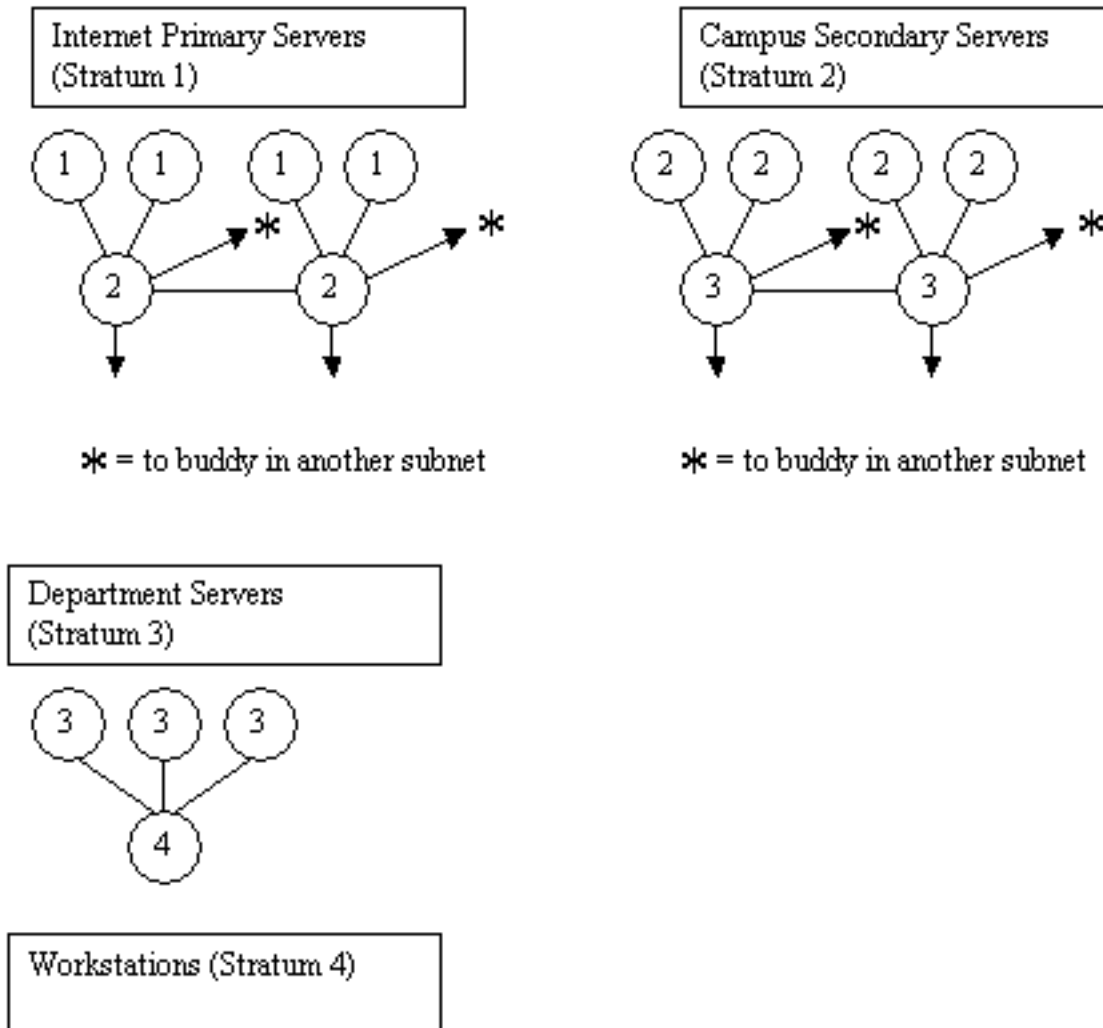 Internet Primary Servers
(Stratum 1)
1 1 1 1
* *
2 2
* = to buddy in another subnet
Campus Secondary Servers
(Stratum 2)
2 2 2 2
* *
3 3
* = to buddy in another subnet
Department Servers
(Stratum 3)
3 3 3
4
Workstations (Stratum 4)